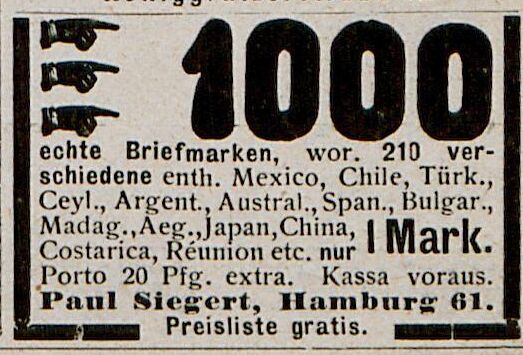 1000
echte Briefmarken, wor. 210 ver-
schiedene enth. Mexico, Chile, Türk.,
Ceyl., Argent., Austral., Span., Bulgar.,
Madag., Aeg., Japan, China,
Costarica, Réunion etc. nur 1 Mark.
Porto 20 Pfg. extra. Kassa voraus.
Paul Siegert, Hamburg 61.
Preisliste gratis.